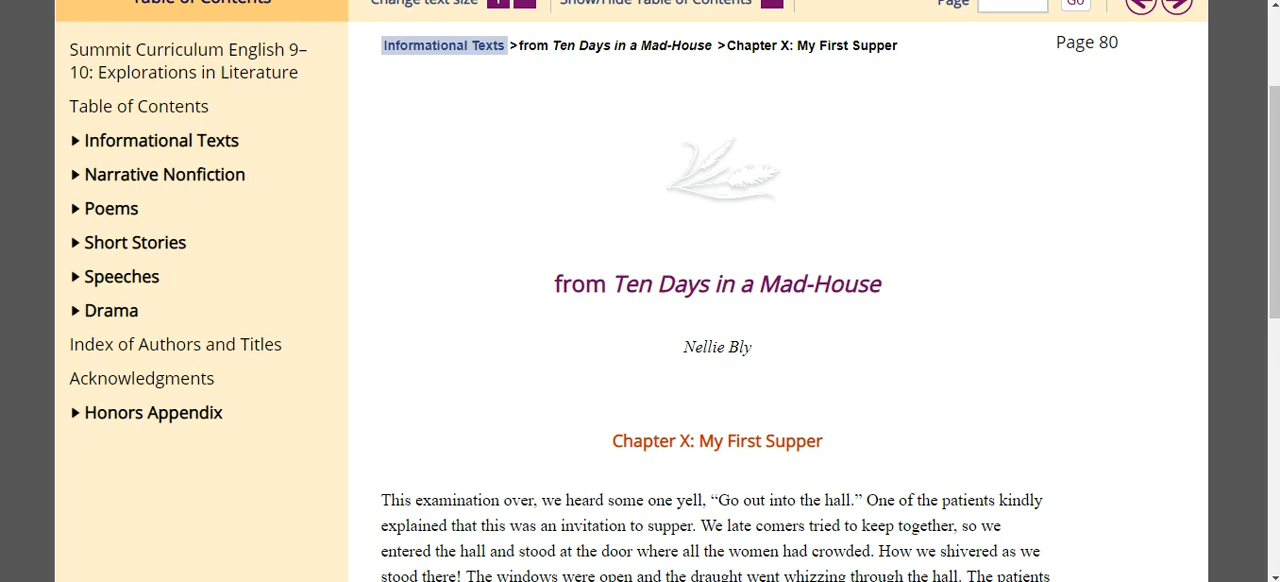 Table of Contents
Change text size
Show/Hide Table of Contents
Page
Go
Informational Texts >from Ten Days in a Mad-House >Chapter X: My First Supper
Page 80
Summit Curriculum English 9–
10: Explorations in Literature
Table of Contents
Informational Texts
Narrative Nonfiction
Poems
Short Stories
Speeches
Drama
Index of Authors and Titles
Acknowledgments
Honors Appendix
from Ten Days in a Mad-House
Nellie Bly
Chapter X: My First Supper
This examination over, we heard some one yell, “Go out into the hall.” One of the patients kindly
explained that this was an invitation to supper. We late comers tried to keep together, so we
entered the hall and stood at the door where all the women had crowded. How we shivered as we
stood there! The windows were open and the draught went whizzing through the hall. The patients